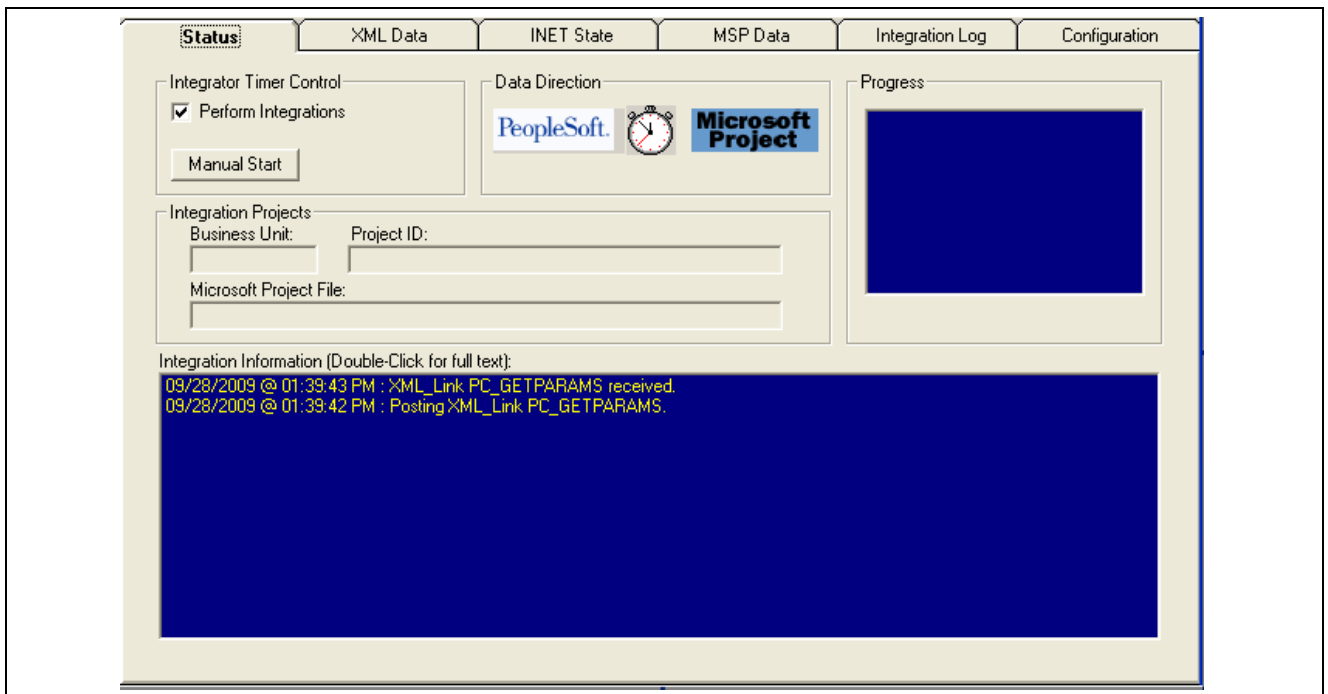 Status XML Data INET State MSP Data Integration Log Configuration
Integrator Timer Control
Perform Integrations
Manual Start
Data Direction
PeopleSoft.
Microsoft
Project
Progress
Integration Projects
Business Unit: Project ID:
Microsoft Project File:
Integration Information (Double-Click for full text):
09/28/2009 @ 01:39:43 PM : XML_Link PC_GETPARAMS received.
09/28/2009 @ 01:39:42 PM : Posting XML_Link PC_GETPARAMS.